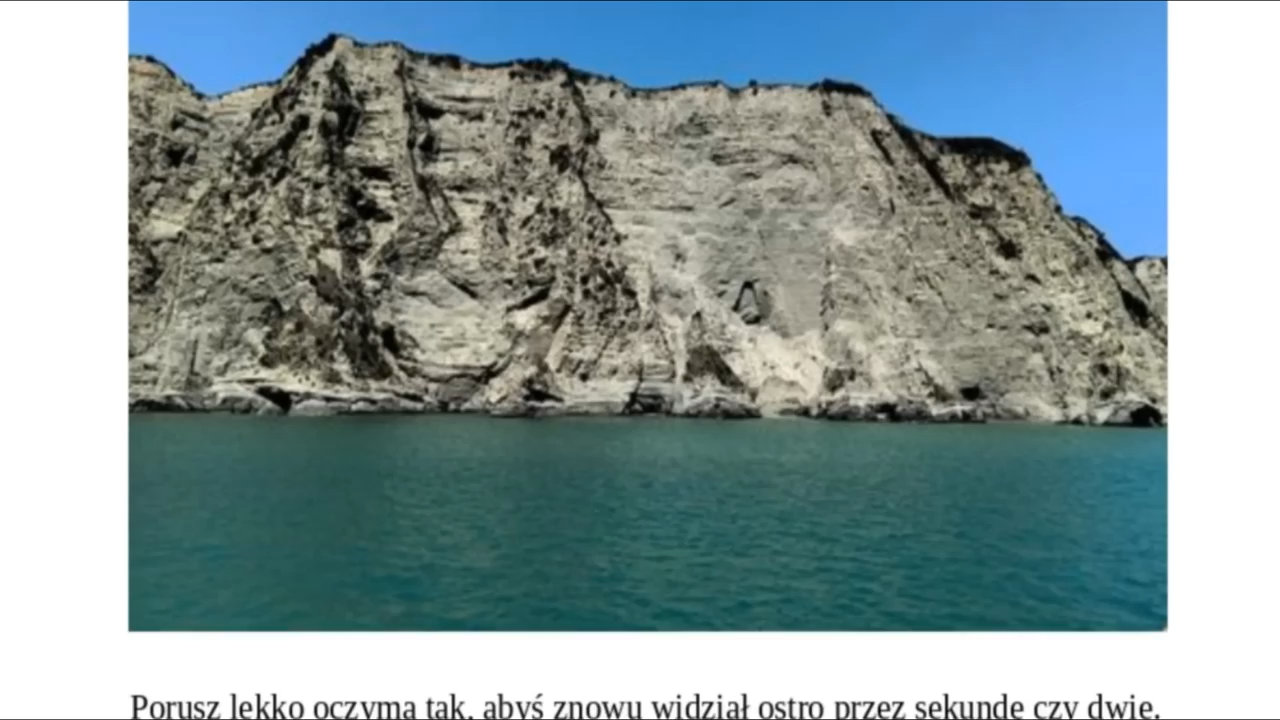 Porusz lekko oczyma tak, abyś znowu widział ostro przez sekundę czy dwie.